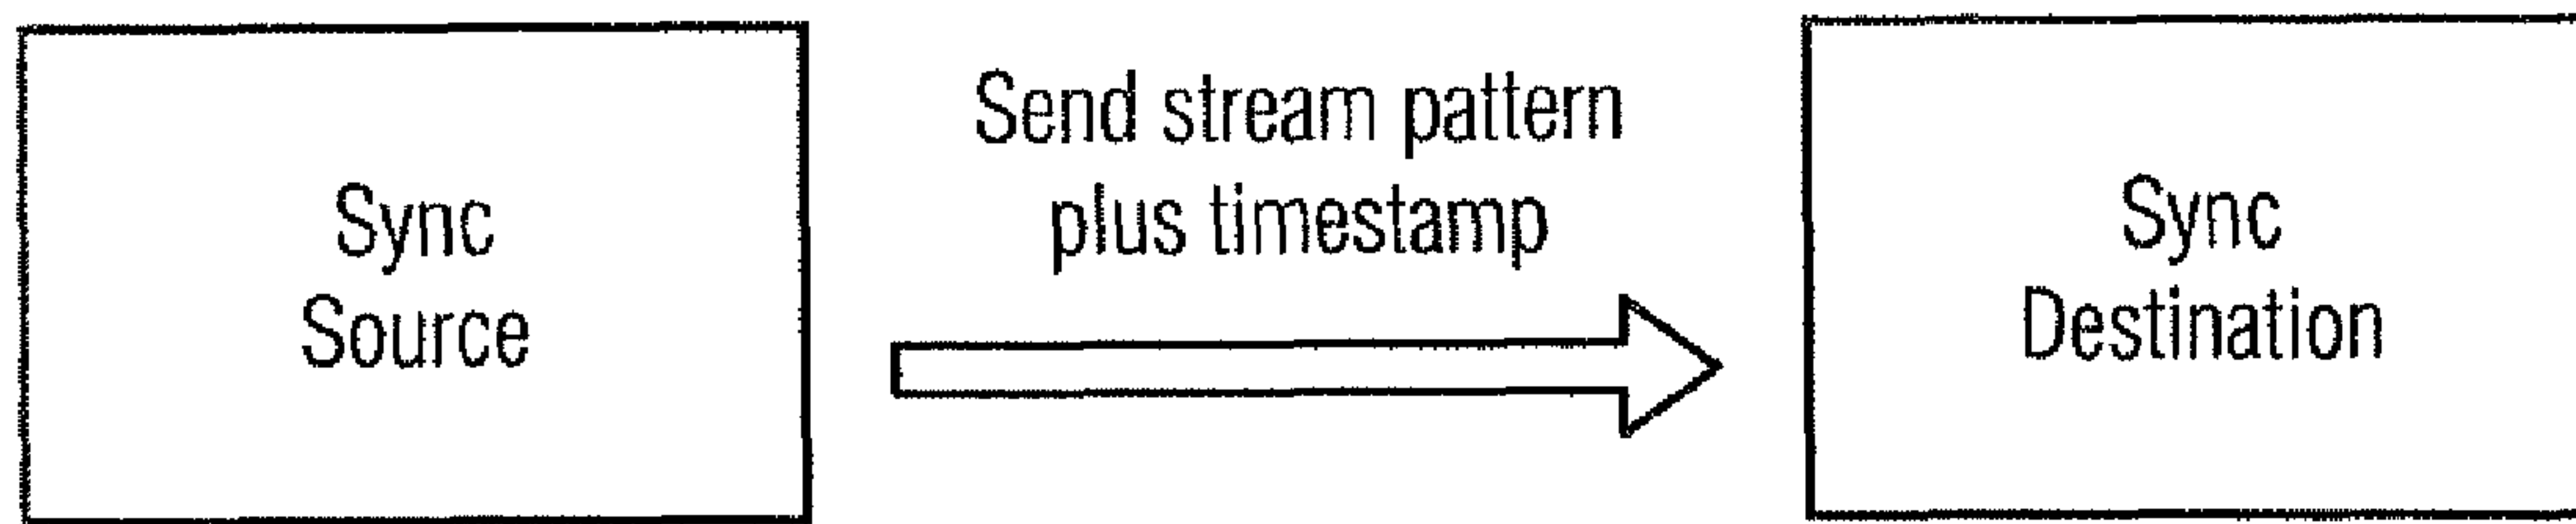 Sync
Source
Send stream pattern
plus timestamp
Sync
Destination